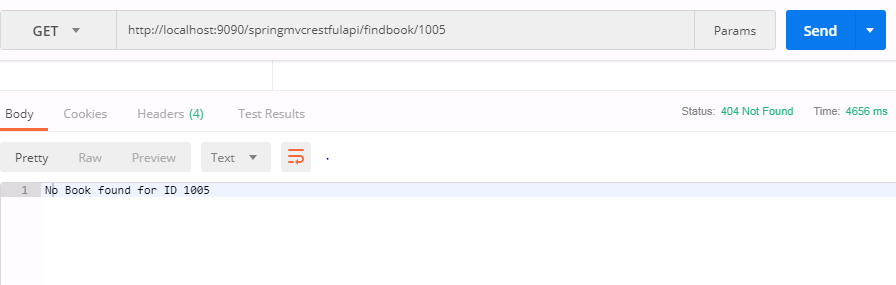 GET http://localhost:9090/springmvcrestfulapi/findbook/1005 Params Send
Body Cookies Headers (4) Test Results Status: 404 Not Found Time: 4656 ms
Pretty Raw Preview Text
1 No Book found for ID 1005